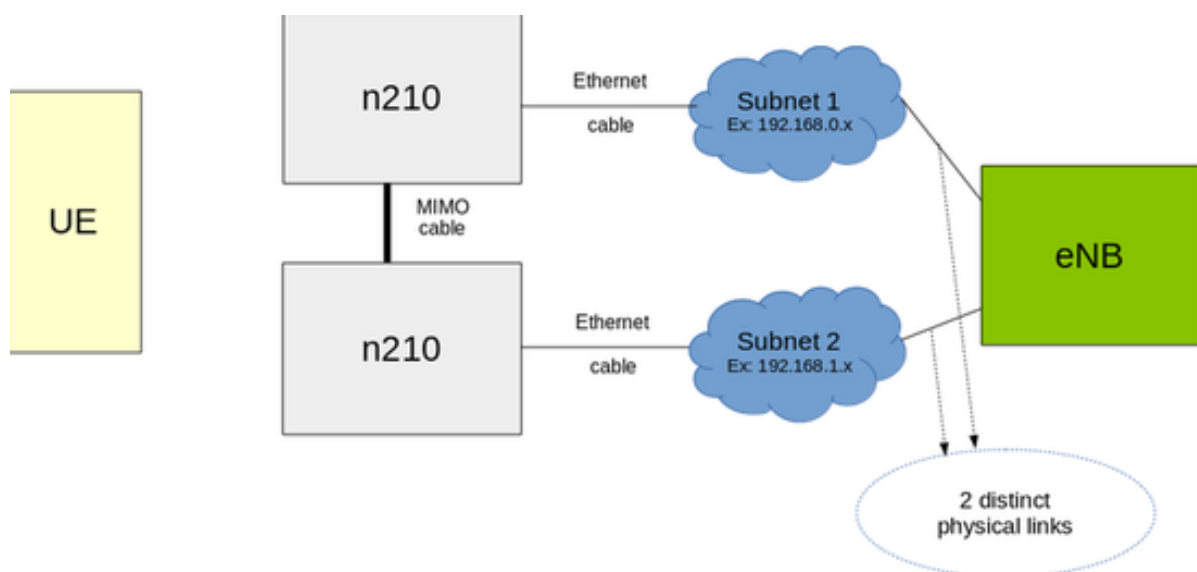 n210
Ethernet
cable
Subnet 1
Ex: 192.168.0.x
UE
MIMO
cable
eNB
n210
Ethernet
cable
Subnet 2
Ex: 192.168.1.x
2 distinct
physical links